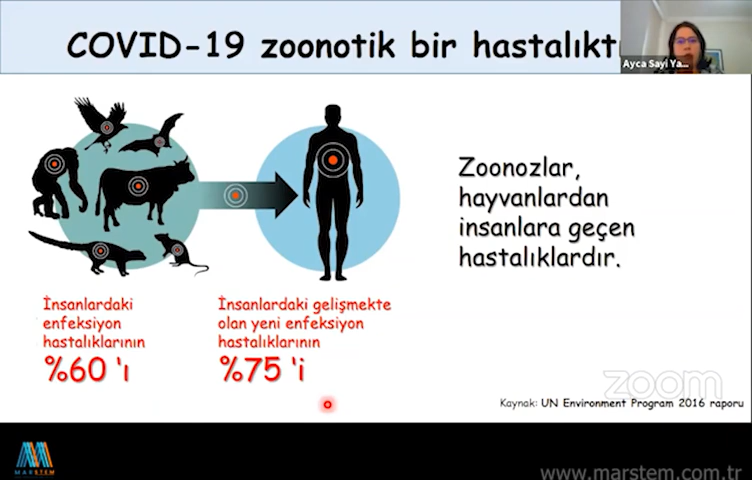 COVID-19 zoonotik bir hastalıktı
Ayca Sayi Ya...
Zoonozlar,
hayvanlardan
insanlara geçen
hastalıklardır.
İnsanlardaki
enfeksiyon
hastalıklarının
%60 'ı
İnsanlardaki gelişmekte
olan yeni enfeksiyon
hastalıklarının
%75 'i
zoom
Kaynak: UN Environment Program 2016 raporu
MARSTEM
www.marstem.com.tr